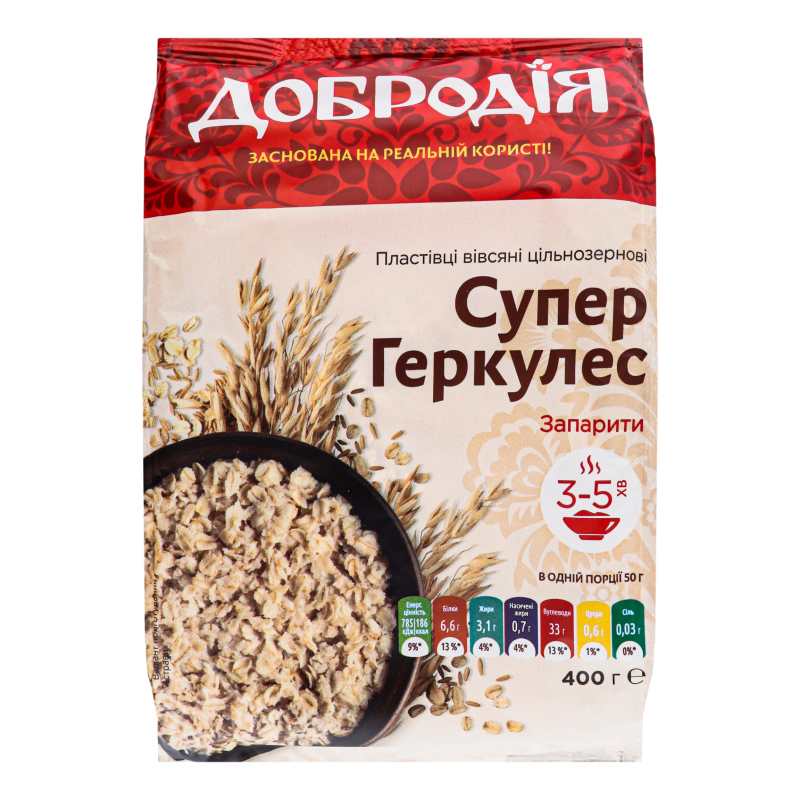 ДОБРОДІЯ
ЗАСНОВАНА НА РЕАЛЬНІЙ КОРИСТІ!
Пластівці вівсяні цільнозернові
Супер
Геркулес
Запарити
3-5 ХВ
В ОДНІЙ ПОРЦІЇ 50 Г
Енерг. цінність Білки Жири Насичені жири Вуглеводи Цукри Сіль
785|186 кДж|ккал 6,6 г 3,1 г 0,7 г 33 г 0,6 г 0,03 г
9%* 13 %* 4%* 4%* 13 %* 1%* 0%*
400 г ℮